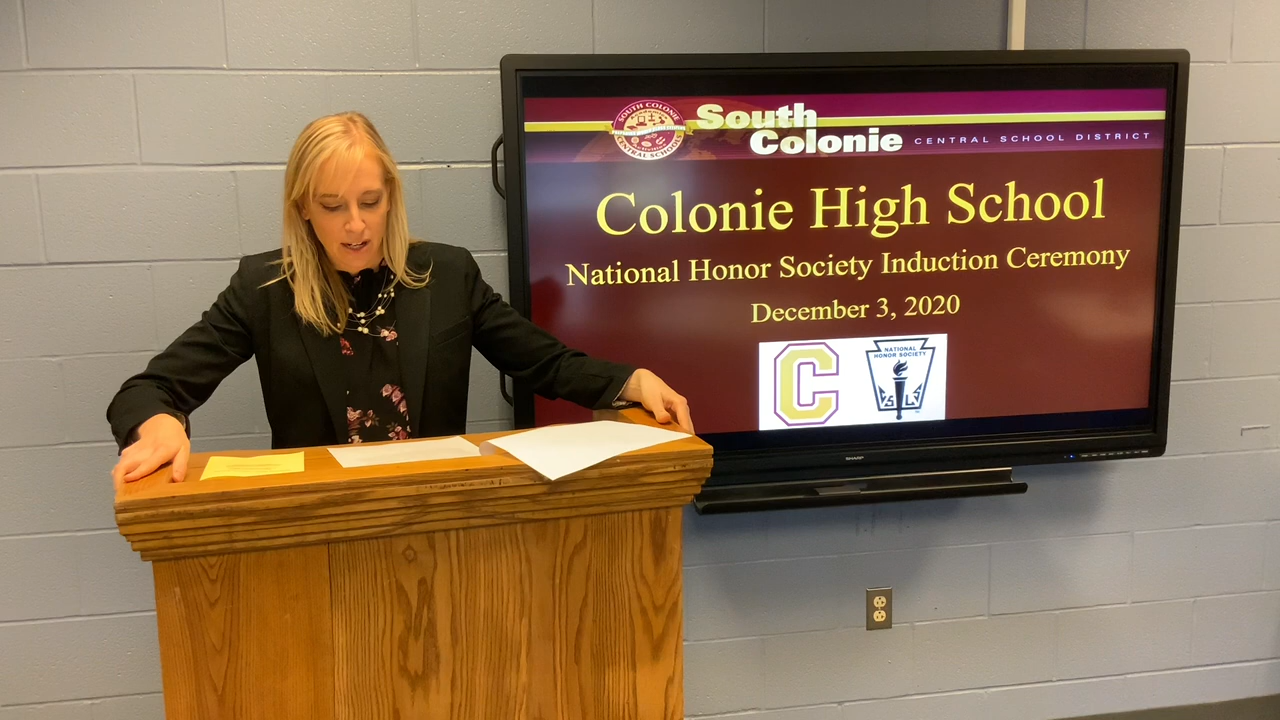 SOUTH COLONIE
CENTRAL SCHOOLS
South
Colonie
CENTRAL SCHOOL DISTRICT
Colonie High School
National Honor Society Induction Ceremony
December 3, 2020
C
NATIONAL
HONOR SOCIETY
S L S
SHARP